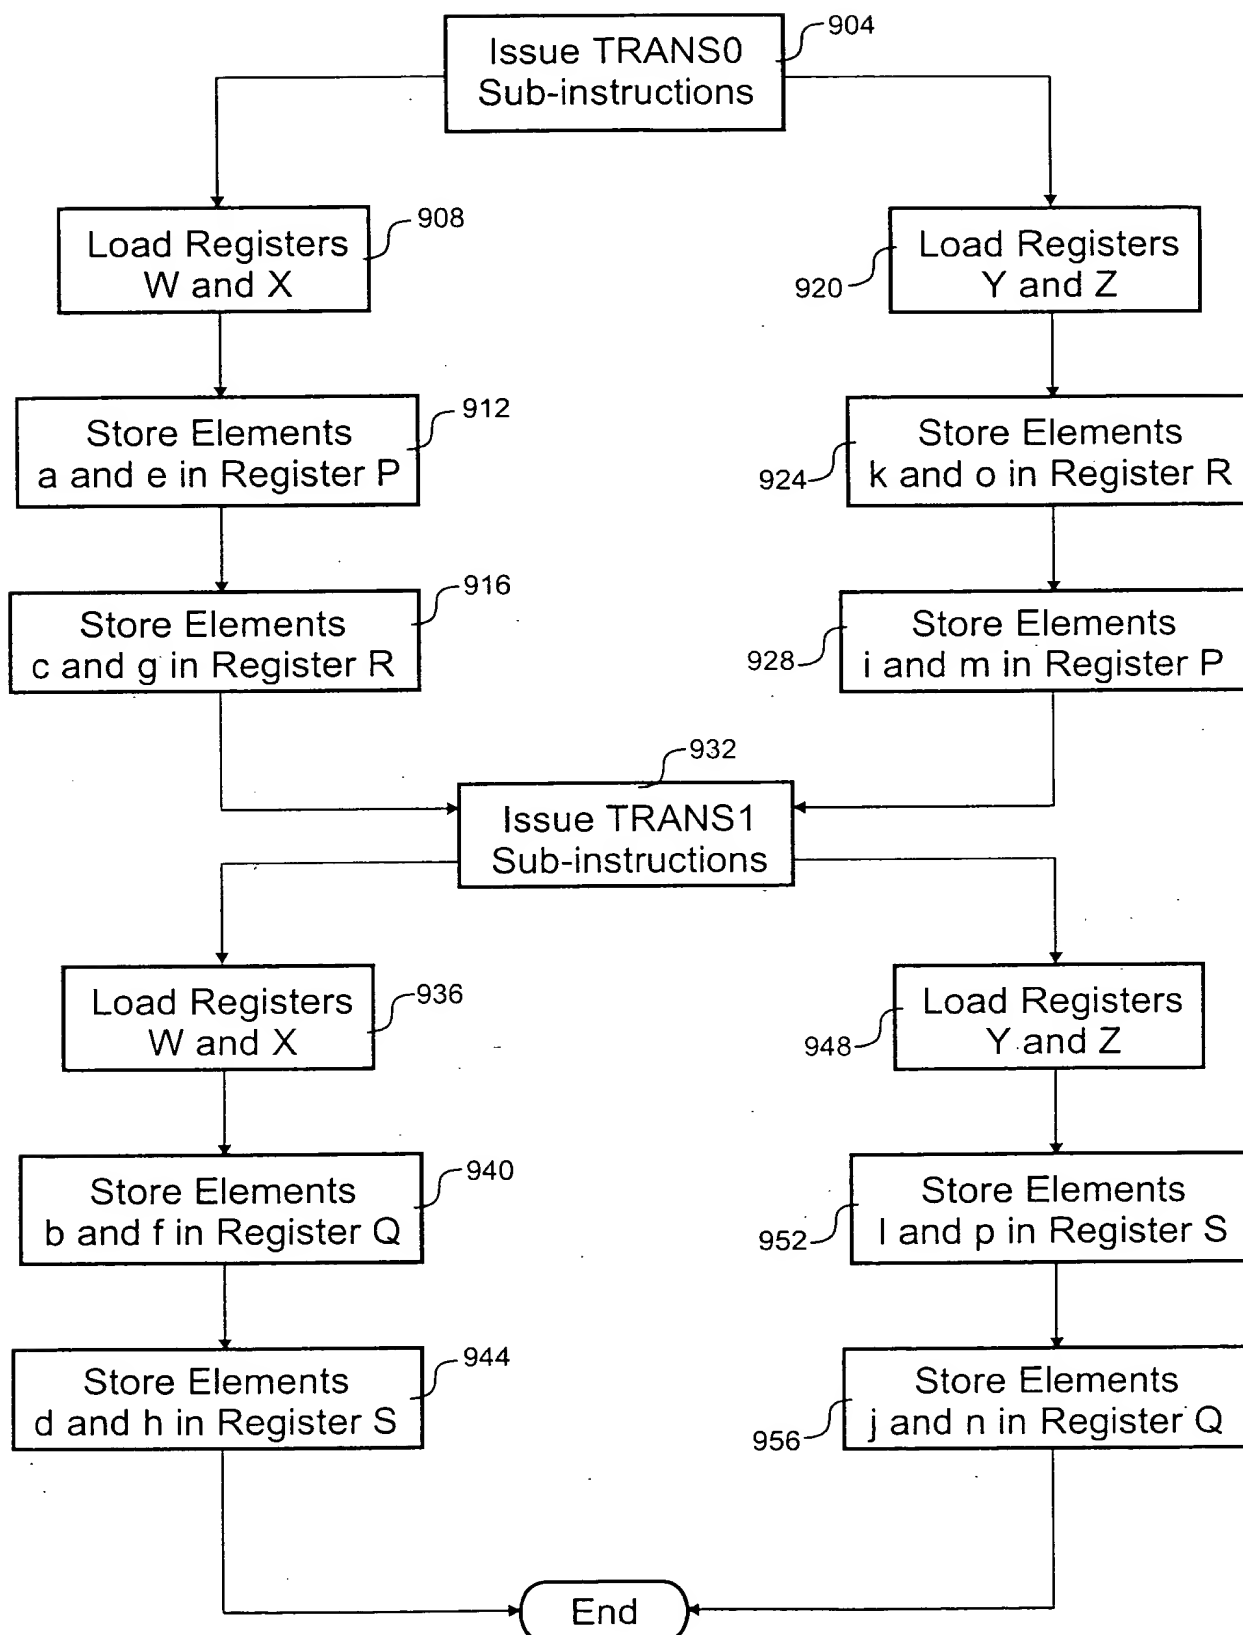 Issue TRANS0
Sub-instructions
904
Load Registers
W and X
908
Load Registers
Y and Z
920
Store Elements
a and e in Register P
912
Store Elements
k and o in Register R
924
Store Elements
c and g in Register R
916
Store Elements
i and m in Register P
928
Issue TRANS1
Sub-instructions
932
Load Registers
W and X
936
Load Registers
Y and Z
948
Store Elements
b and f in Register Q
940
Store Elements
l and p in Register S
952
Store Elements
d and h in Register S
944
Store Elements
j and n in Register Q
956
End